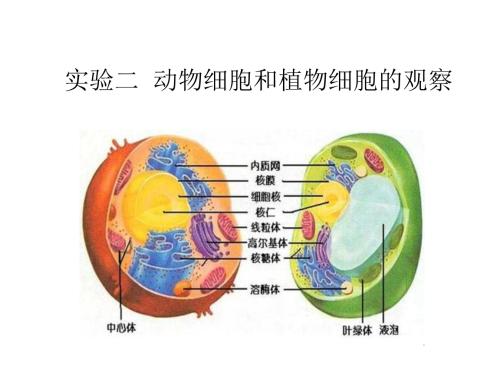 实验二 动物细胞和植物细胞的观察
内质网
核膜
细胞核
核仁
线粒体
高尔基体
核糖体
溶酶体
中心体
叶绿体 液泡